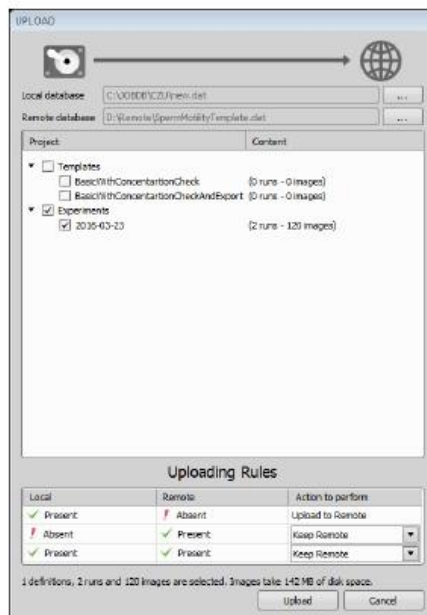 UPLOAD
Local database C:\JOBDB\CZU\new.dat ...
Remote database D:\Remote\SpermMotilityTemplate.dat ...
Project Content
Templates
BasicWithConcentartionCheck (0 runs - 0 images)
BasicWithConcentartionCheckAndExport (0 runs - 0 images)
Experiments
2016-03-23 (2 runs - 120 images)
Uploading Rules
Local Remote Action to perform
Present Absent Upload to Remote
Absent Present Keep Remote
Present Present Keep Remote
1 definitions, 2 runs and 120 images are selected. Images take 142 MB of disk space.
Upload Cancel